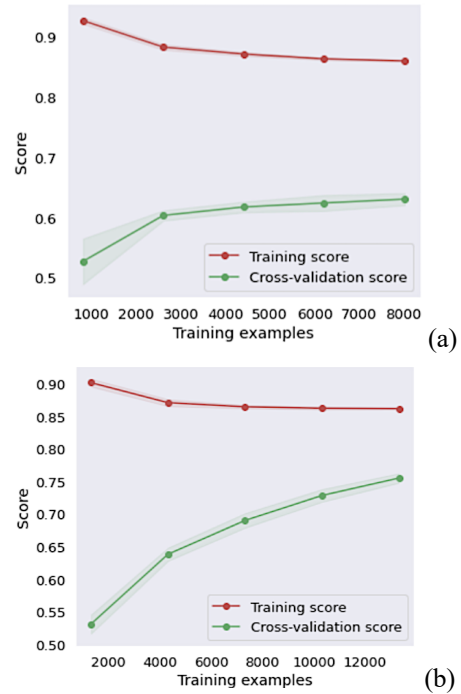 0.9
0.8
0.7
0.6
0.5
Score
Training score
Cross-validation score
1000 2000 3000 4000 5000 6000 7000 8000
Training examples
(a)
0.90
0.85
0.80
0.75
0.70
0.65
0.60
0.55
0.50
Score
Training score
Cross-validation score
2000 4000 6000 8000 10000 12000
Training examples
(b)